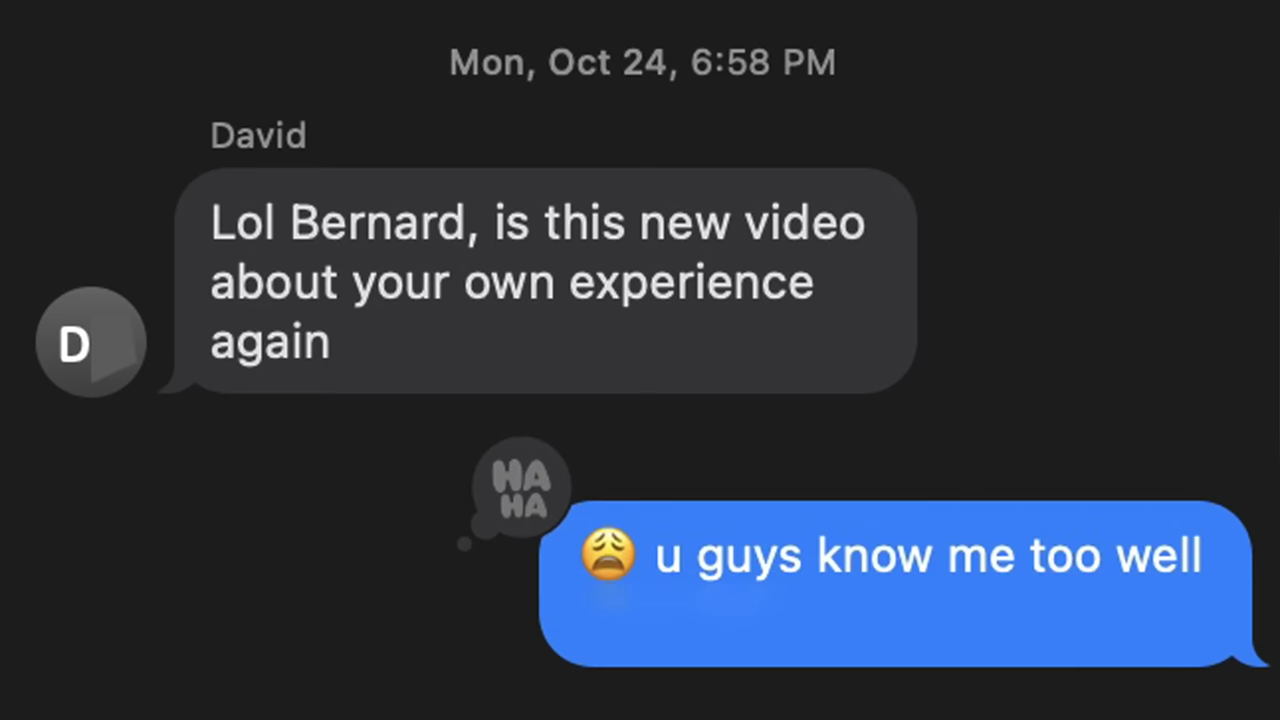 Mon, Oct 24, 6:58 PM
David
Lol Bernard, is this new video
about your own experience
again
D
HA
HA
😩 u guys know me too well